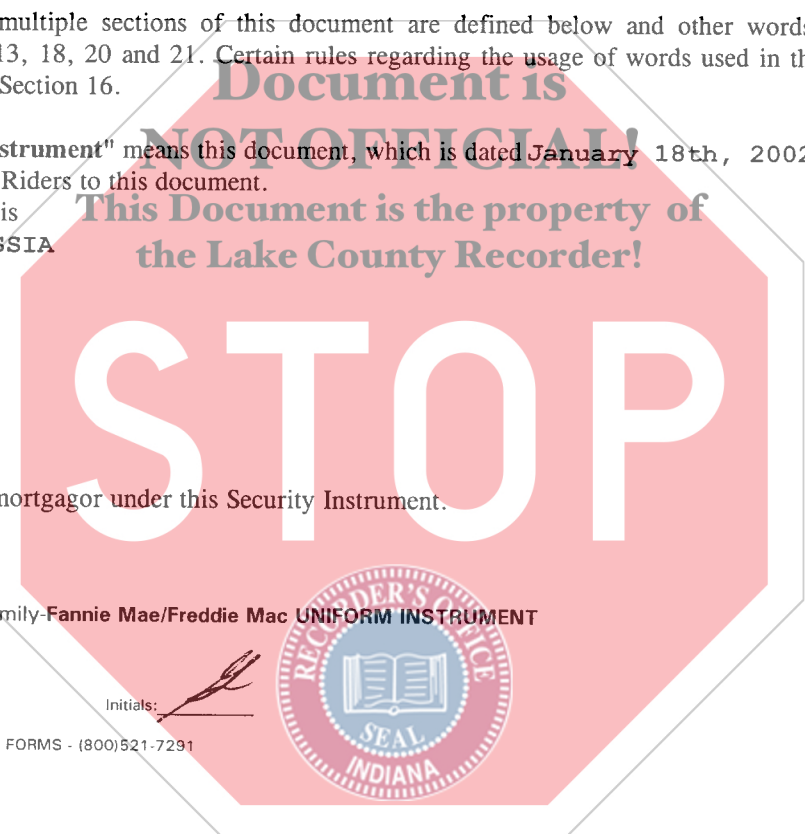 multiple sections of this document are defined below and other words
13, 18, 20 and 21. Certain rules regarding the usage of words used in th
Section 16.
Document is
NOT OFFICIAL!
strument" means this document, which is dated January 18th, 2002
Riders to this document.
is
This Document is the property of
SSIA
the Lake County Recorder!
STOP
mortgagor under this Security Instrument.
mily-Fannie Mae/Freddie Mac UNIFORM INSTRUMENT
RECORDER'S OFFICE
Initials:
SEAL
FORMS - (800)521-7291
INDIANA